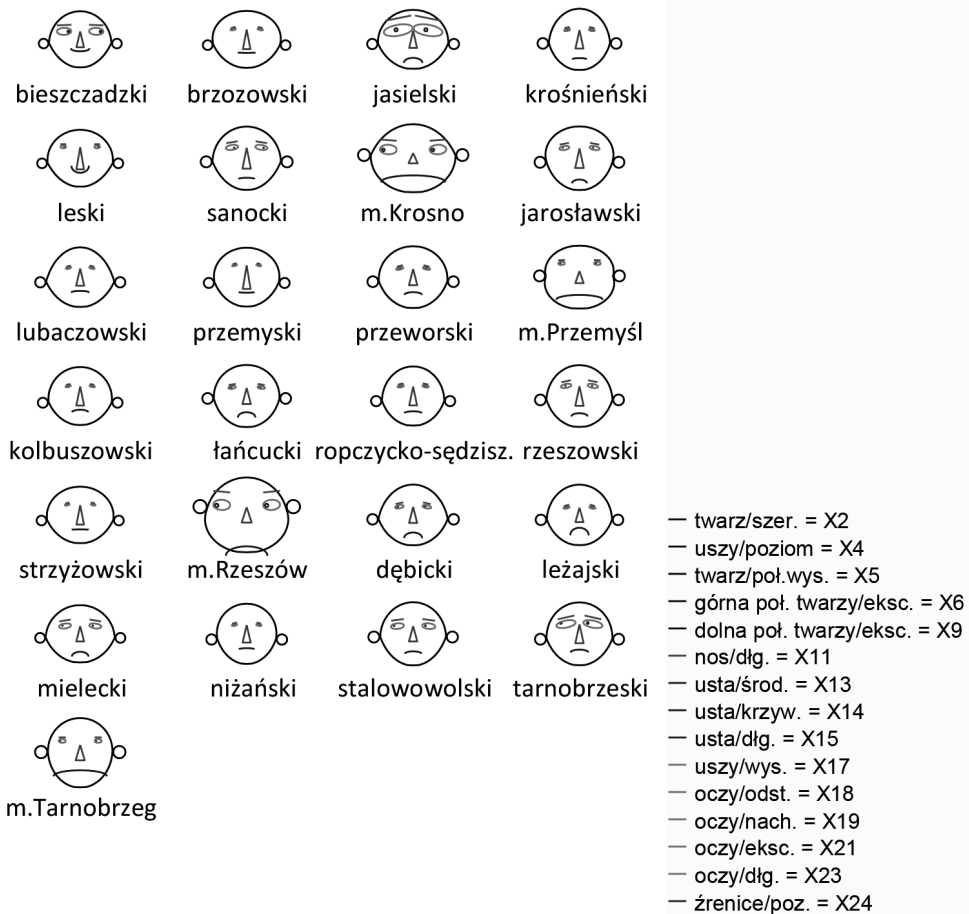 bieszczadzki brzozowski jasielski krośnieński
leski sanocki m.Krosno jarosławski
lubaczowski przemyski przeworski m.Przemyśl
kolbuszowski łańcucki ropczycko-sędzisz. rzeszowski
strzyżowski m.Rzeszów dębicki leżajski
mielecki niżański stalowowolski tarnobrzeski
m.Tarnobrzeg
twarz/szer. = X2
uszy/poziom = X4
twarz/poł.wys. = X5
górna poł. twarzy/eksc. = X6
dolna poł. twarzy/eksc. = X9
nos/dłg. = X11
usta/środ. = X13
usta/krzyw. = X14
usta/dłg. = X15
uszy/wys. = X17
oczy/odst. = X18
oczy/nach. = X19
oczy/eksc. = X21
oczy/dłg. = X23
źrenice/poz. = X24